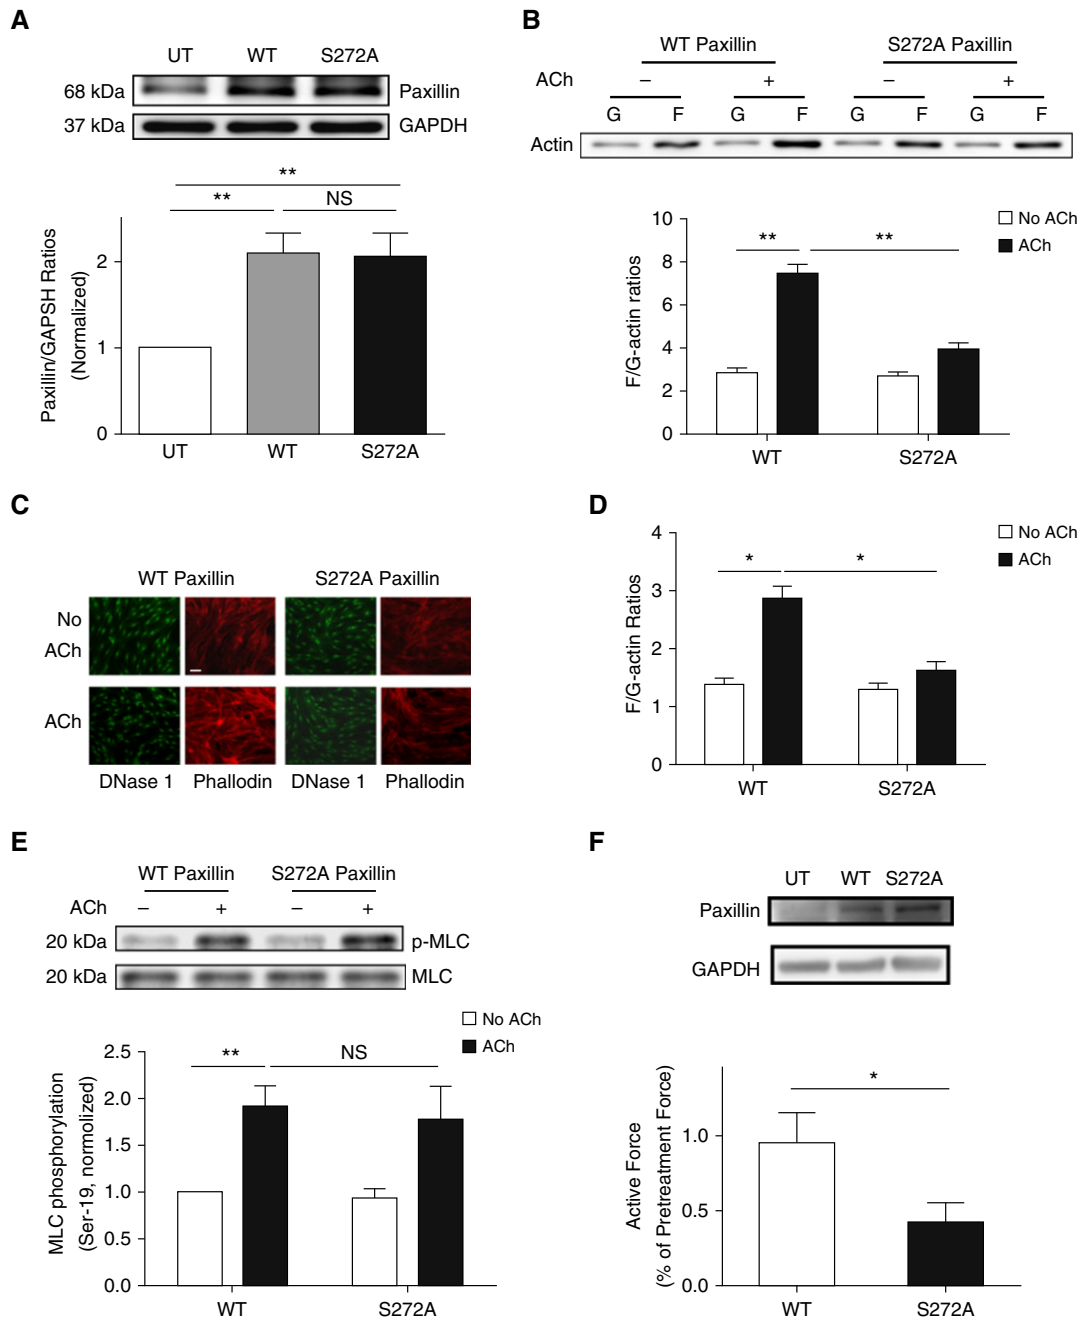 A
UT WT S272A
68 kDa Paxillin
37 kDa GAPDH
**
** NS
Paxillin/GAPSH Ratios
(Normalized)
2
1
0
UT WT S272A
B
WT Paxillin S272A Paxillin
ACh – + – +
G F G F G F G F
Actin
No ACh
ACh
** **
F/G-actin ratios
10
8
6
4
2
0
WT S272A
C
WT Paxillin S272A Paxillin
No
ACh
ACh
DNase 1 Phallodin DNase 1 Phallodin
D
No ACh
ACh
* *
F/G-actin Ratios
4
3
2
1
0
WT S272A
E
WT Paxillin S272A Paxillin
ACh – + – +
20 kDa p-MLC
20 kDa MLC
No ACh
ACh
** NS
MLC phosphorylation
(Ser-19, normolized)
2.5
2.0
1.5
1.0
0.5
0.0
WT S272A
F
UT WT S272A
Paxillin
GAPDH
*
Active Force
(% of Pretreatment Force)
1.0
0.5
0.0
WT S272A